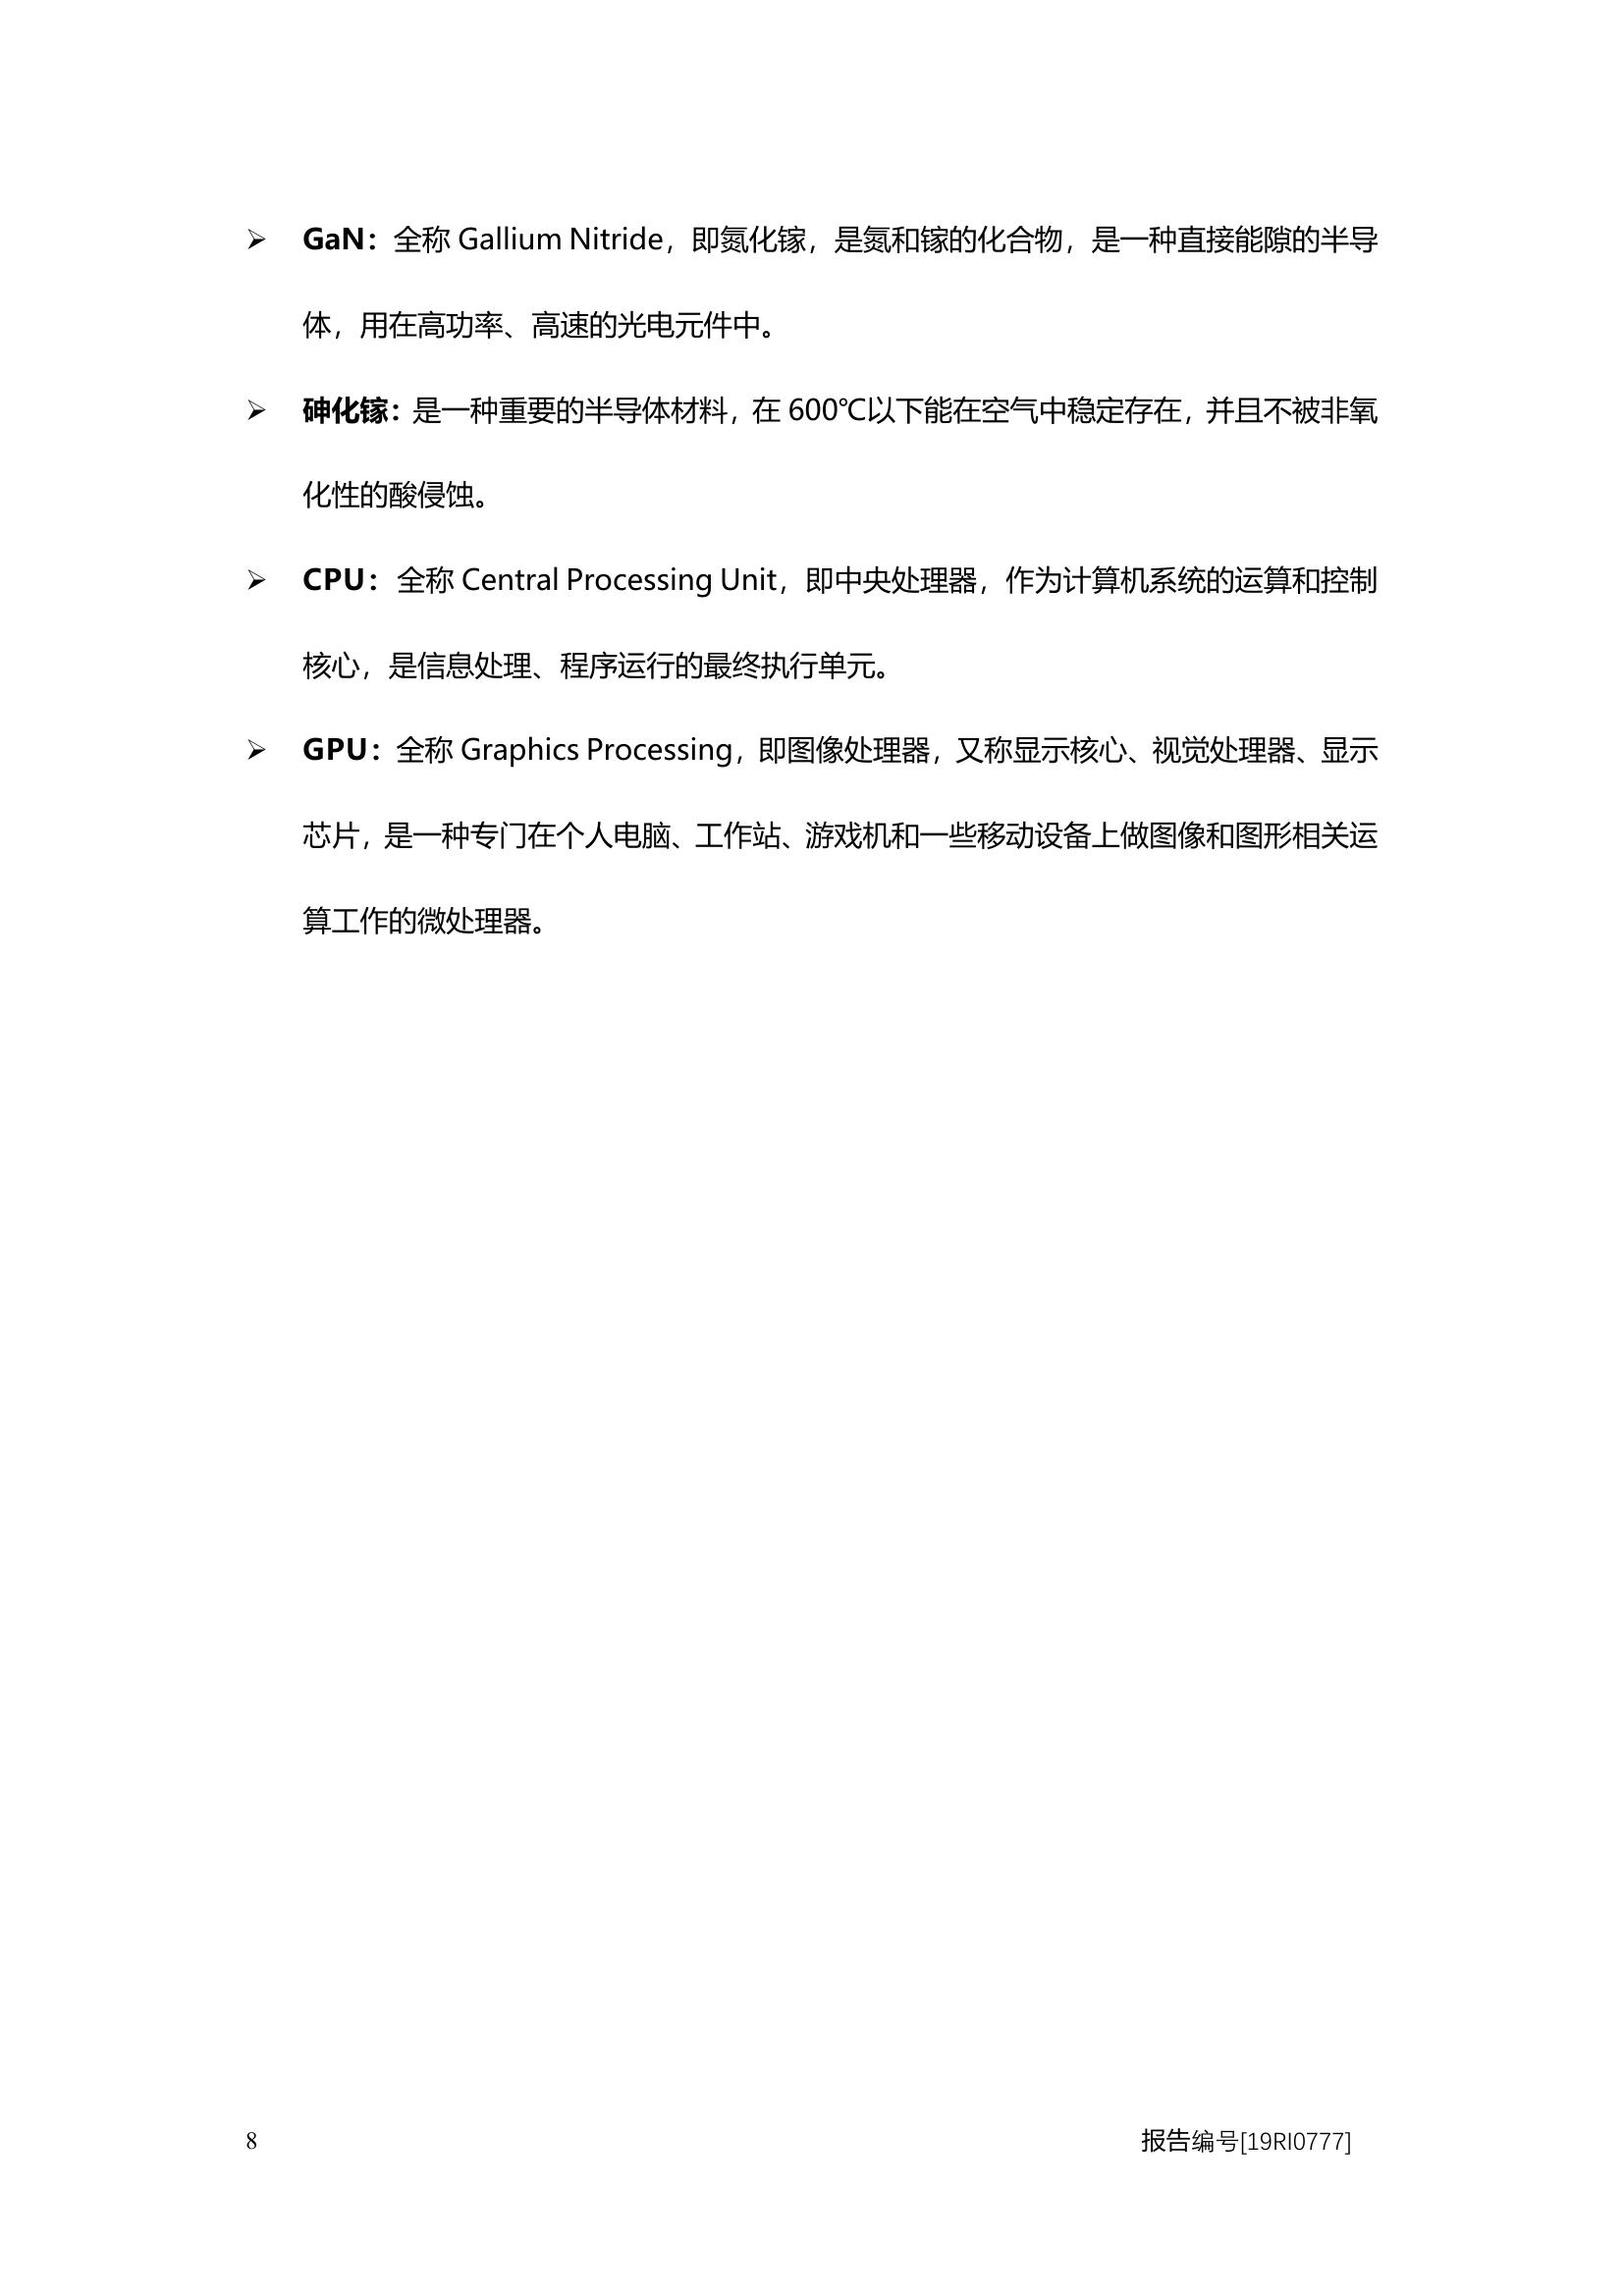 ➢ GaN：全称 Gallium Nitride，即氮化镓，是氮和镓的化合物，是一种直接能隙的半导
体，用在高功率、高速的光电元件中。
➢ 砷化镓：是一种重要的半导体材料，在 600℃以下能在空气中稳定存在，并且不被非氧
化性的酸侵蚀。
➢ CPU：全称 Central Processing Unit，即中央处理器，作为计算机系统的运算和控制
核心，是信息处理、程序运行的最终执行单元。
➢ GPU：全称 Graphics Processing，即图像处理器，又称显示核心、视觉处理器、显示
芯片，是一种专门在个人电脑、工作站、游戏机和一些移动设备上做图像和图形相关运
算工作的微处理器。
8 报告编号[19RI0777]